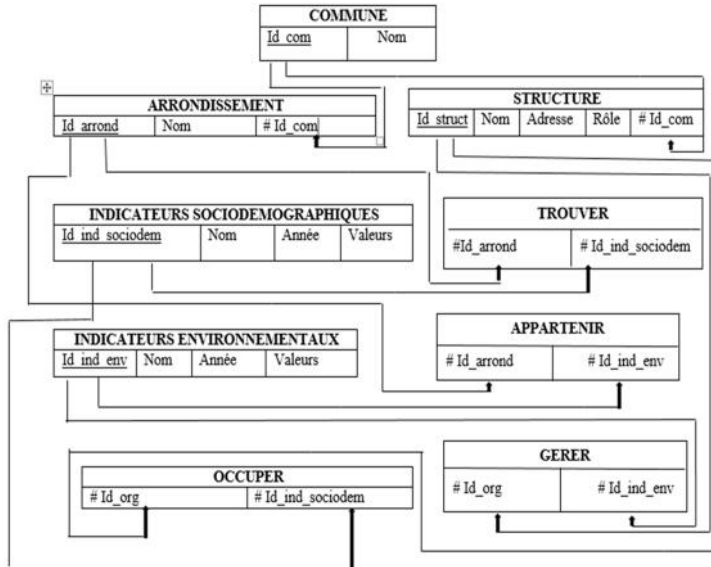 COMMUNE
Id_com Nom
ARRONDISSEMENT
Id_arrond Nom # Id_com
STRUCTURE
Id_struct Nom Adresse Rôle # Id_com
INDICATEURS SOCIODEMOGRAPHIQUES
Id_ind_sociodem Nom Année Valeurs
TROUVER
#Id_arrond # Id_ind_sociodem
INDICATEURS ENVIRONNEMENTAUX
Id_ind_env Nom Année Valeurs
APPARTENIR
# Id_arrond # Id_ind_env
OCCUPER
# Id_org # Id_ind_sociodem
GERER
# Id_org # Id_ind_env